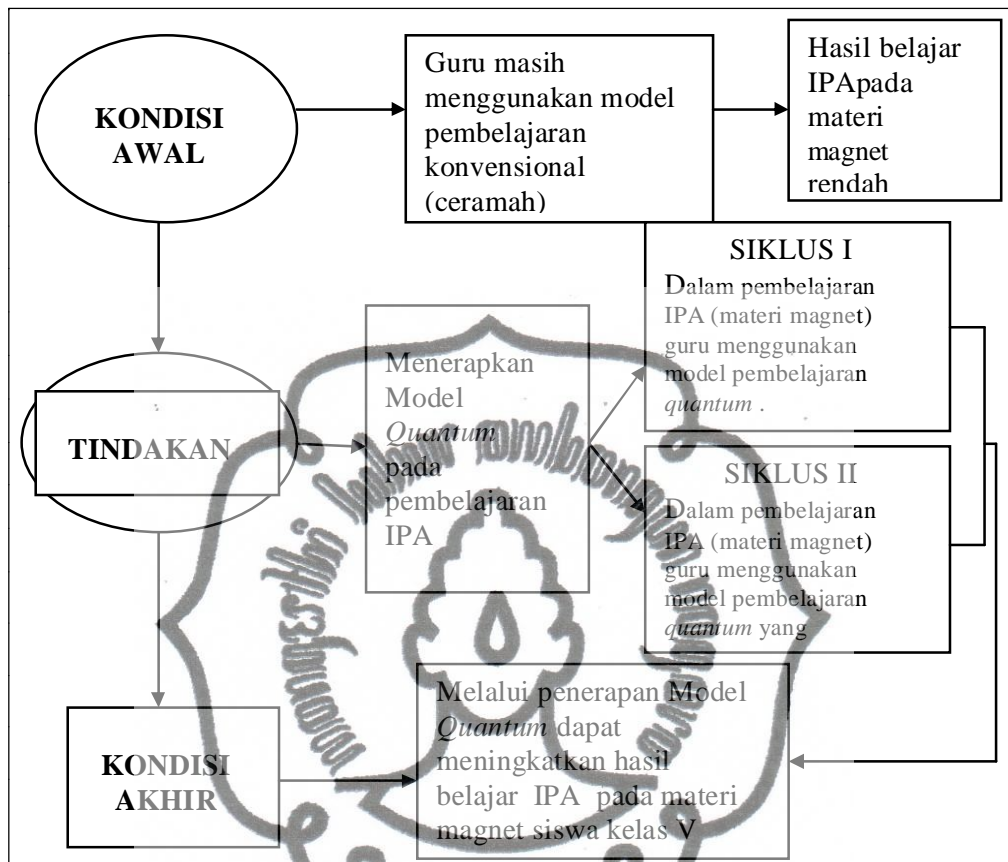 KONDISI
AWAL
Guru masih
menggunakan model
pembelajaran
konvensional
(ceramah)
Hasil belajar
IPApada
materi
magnet
rendah
SIKLUS I
Dalam pembelajaran
IPA (materi magnet)
guru menggunakan
model pembelajaran
quantum .
TINDAKAN
Menerapkan
Model
Quantum
pada
pembelajaran
IPA
SIKLUS II
Dalam pembelajaran
IPA (materi magnet)
guru menggunakan
model pembelajaran
quantum yang
KONDISI
AKHIR
Melalui penerapan Model
Quantum dapat
meningkatkan hasil
belajar IPA pada materi
magnet siswa kelas V